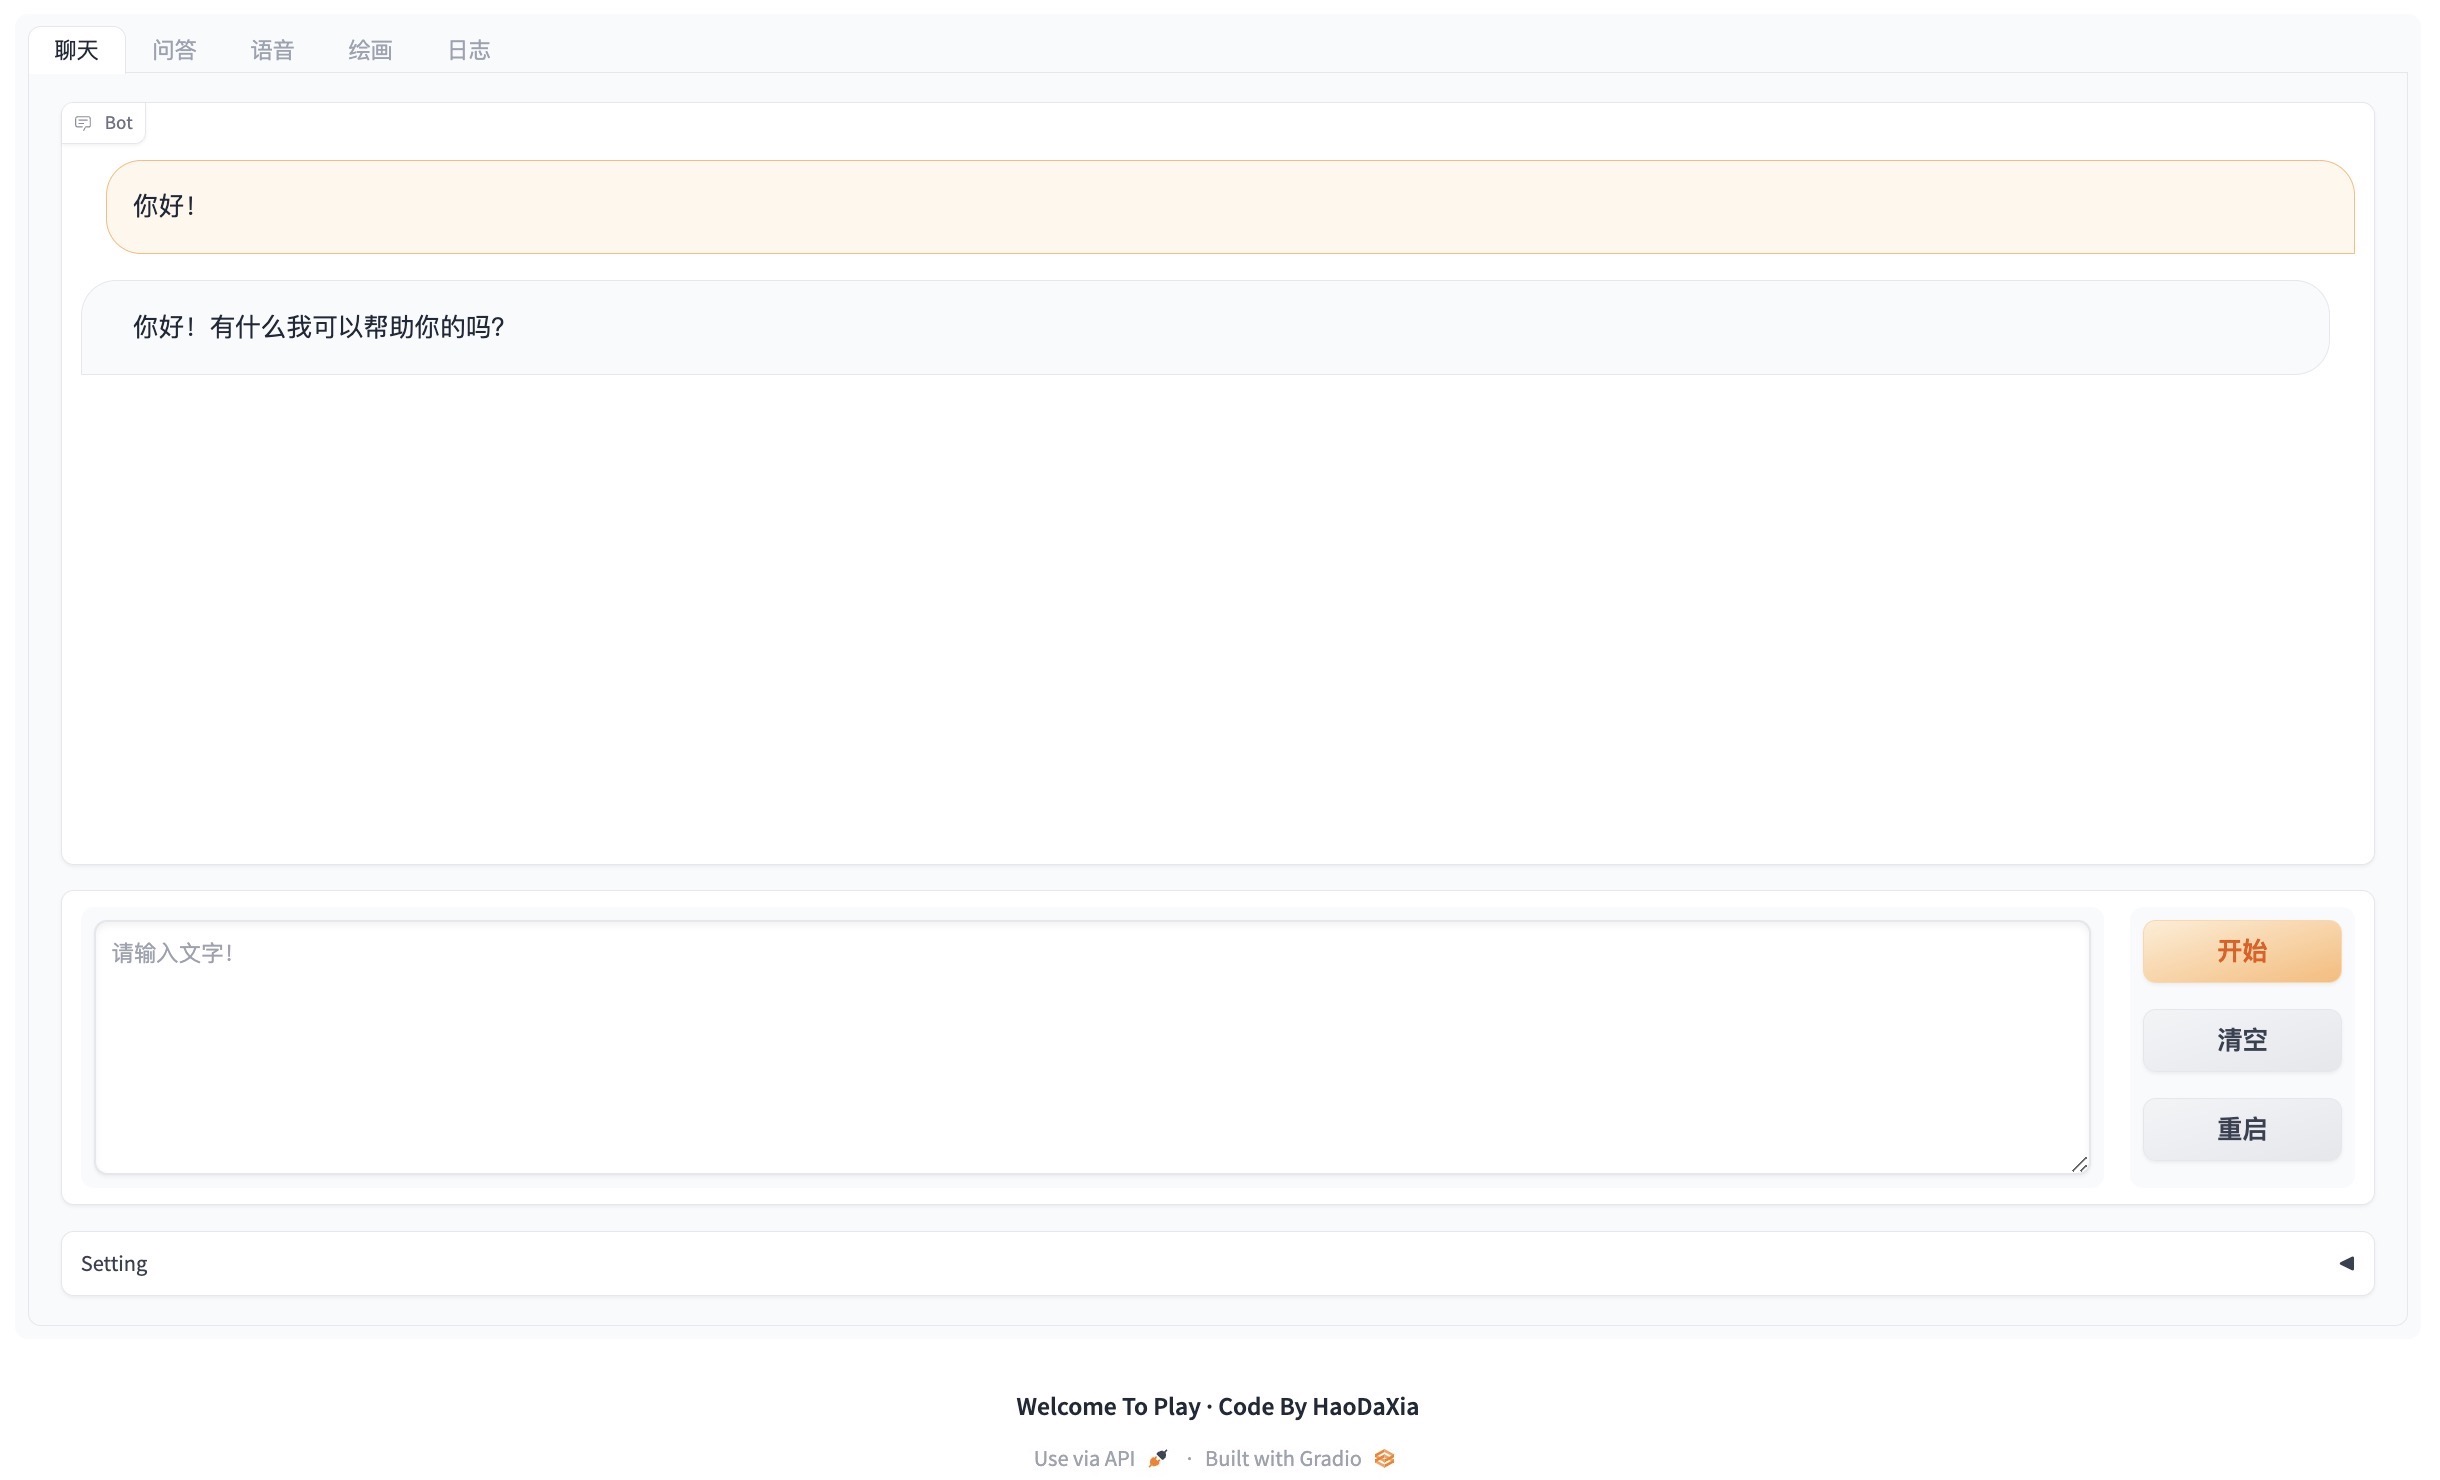 聊天 问答 语音 绘画 日志
Bot
你好！
你好！有什么我可以帮助你的吗？
请输入文字！
开始
清空
重启
Setting
Welcome To Play · Code By HaoDaXia
Use via API · Built with Gradio